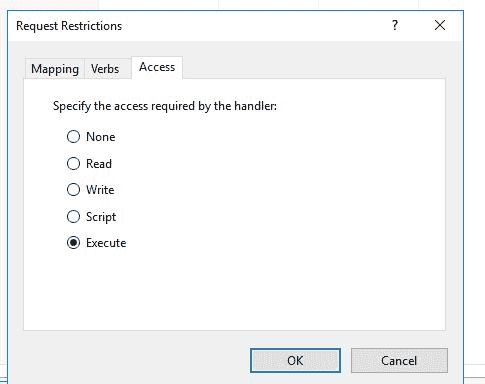 Request Restrictions ?
Mapping Verbs Access
Specify the access required by the handler:
None
Read
Write
Script
Execute
OK Cancel